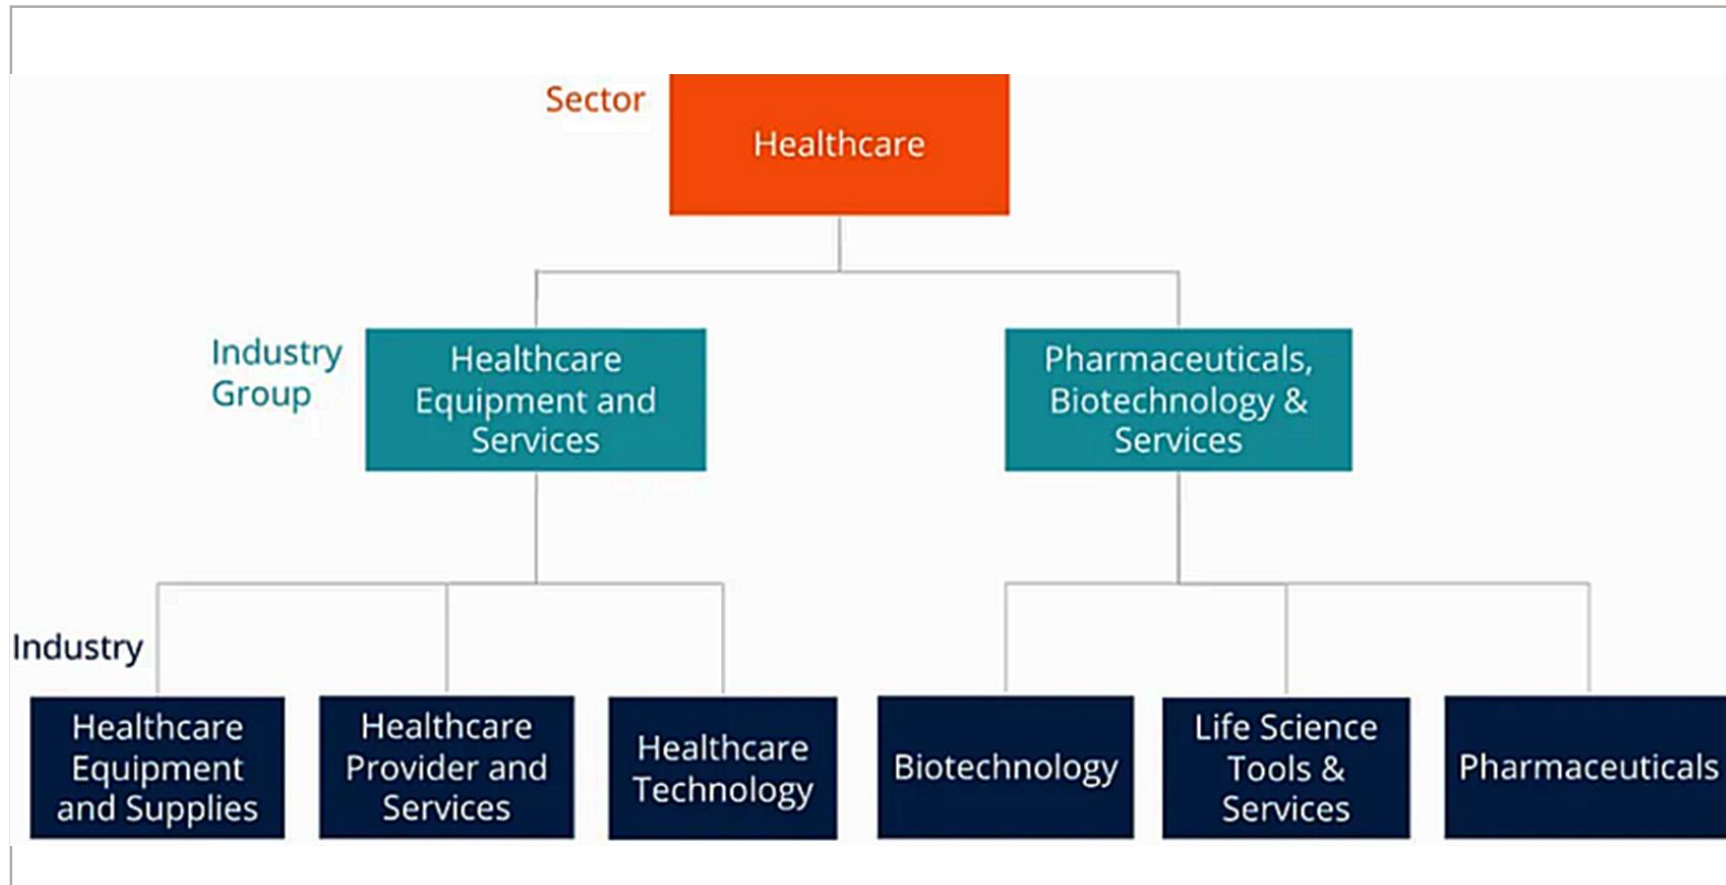 Sector
Healthcare
Industry
Group
Healthcare
Equipment and
Services
Pharmaceuticals,
Biotechnology &
Services
Industry
Healthcare
Equipment
and Supplies
Healthcare
Provider and
Services
Healthcare
Technology
Biotechnology
Life Science
Tools &
Services
Pharmaceuticals